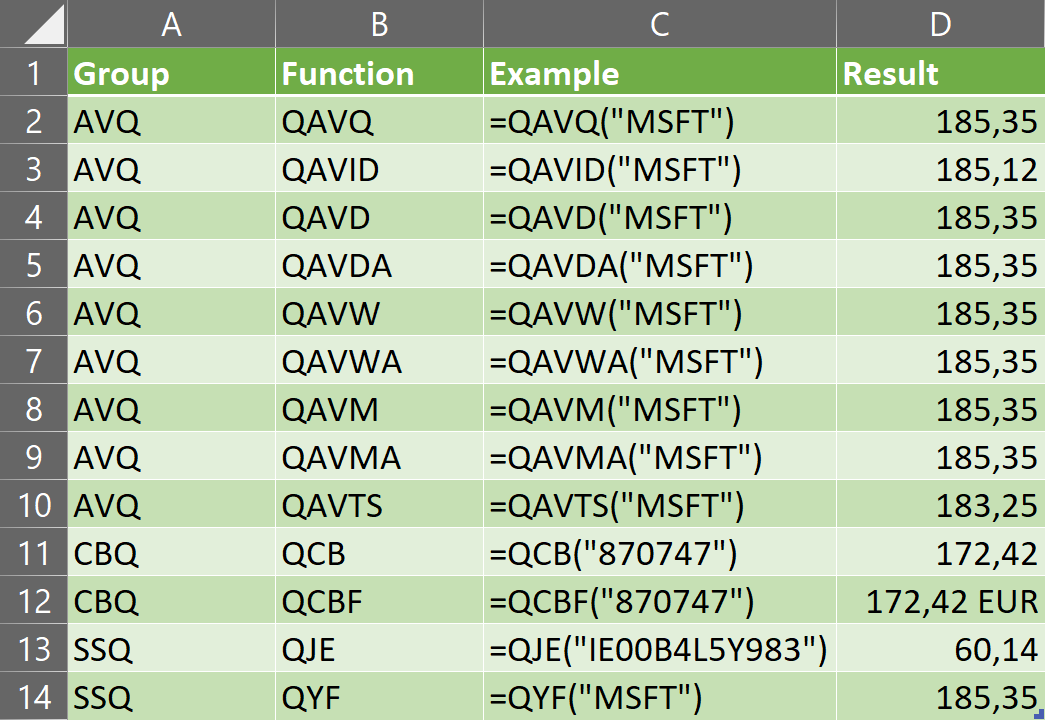 A B C D
1 Group Function Example Result
2 AVQ QAVQ =QAVQ("MSFT") 185,35
3 AVQ QAVID =QAVID("MSFT") 185,12
4 AVQ QAVD =QAVD("MSFT") 185,35
5 AVQ QAVDA =QAVDA("MSFT") 185,35
6 AVQ QAVW =QAVW("MSFT") 185,35
7 AVQ QAVWA =QAVWA("MSFT") 185,35
8 AVQ QAVM =QAVM("MSFT") 185,35
9 AVQ QAVMA =QAVMA("MSFT") 185,35
10 AVQ QAVTS =QAVTS("MSFT") 183,25
11 CBQ QCB =QCB("870747") 172,42
12 CBQ QCBF =QCBF("870747") 172,42 EUR
13 SSQ QJE =QJE("IE00B4L5Y983") 60,14
14 SSQ QYF =QYF("MSFT") 185,35